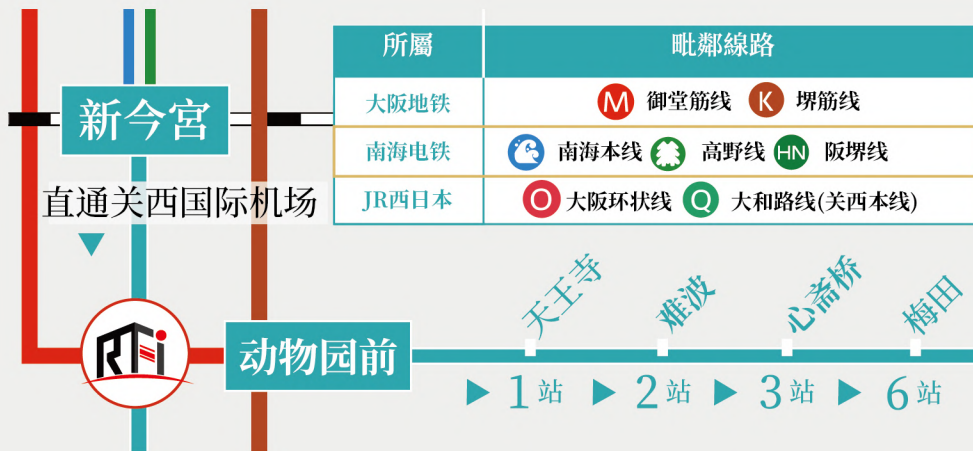 所屬 毗鄰線路
大阪地铁 M 御堂筋线 K 堺筋线
南海电铁 南海本线 高野线 HN 阪堺线
JR西日本 O 大阪环状线 Q 大和路线(关西本线)
新今宮
直通关西国际机场
RFi
动物园前
天王寺 难波 心斋桥 梅田
1站 2站 3站 6站